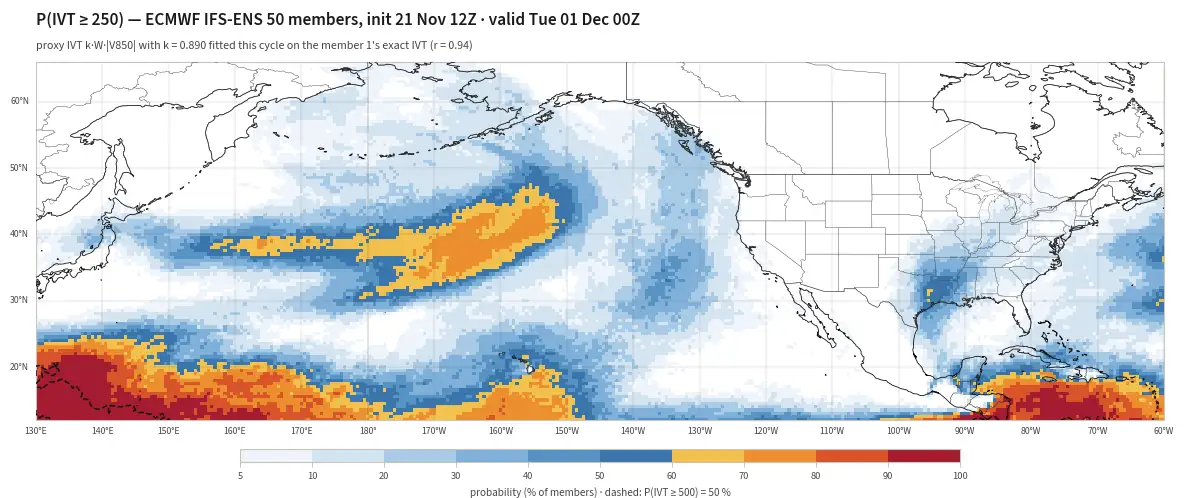 P(IVT ≥ 250) — ECMWF IFS-ENS 50 members, init 21 Nov 12Z · valid Tue 01 Dec 00Z
proxy IVT k·W·|V850| with k = 0.890 fitted this cycle on the member 1's exact IVT (r = 0.94)
60°N
50°N
40°N
30°N
20°N
130°E 140°E 150°E 160°E 170°E 180° 170°W 160°W 150°W 140°W 130°W 120°W 110°W 100°W 90°W 80°W 70°W 60°W
5 10 20 30 40 50 60 70 80 90 100
probability (% of members) · dashed: P(IVT ≥ 500) = 50 %